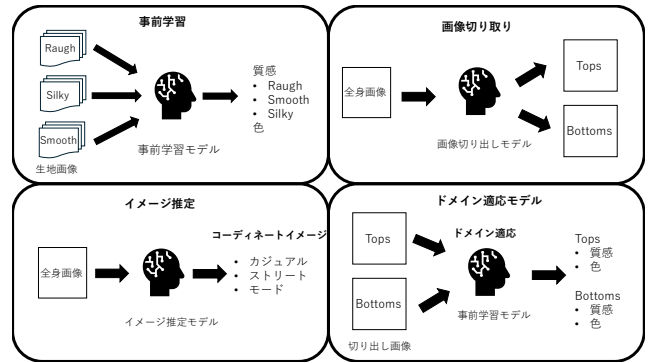 事前学習
Raugh
Silky
Smooth
生地画像
事前学習モデル
質感
• Raugh
• Smooth
• Silky
色
画像切り取り
全身画像
画像切り出しモデル
Tops
Bottoms
イメージ推定
全身画像
イメージ推定モデル
コーディネートイメージ
• カジュアル
• ストリート
• モード
ドメイン適応モデル
Tops
Bottoms
切り出し画像
ドメイン適応
事前学習モデル
Tops
• 質感
• 色
Bottoms
• 質感
• 色